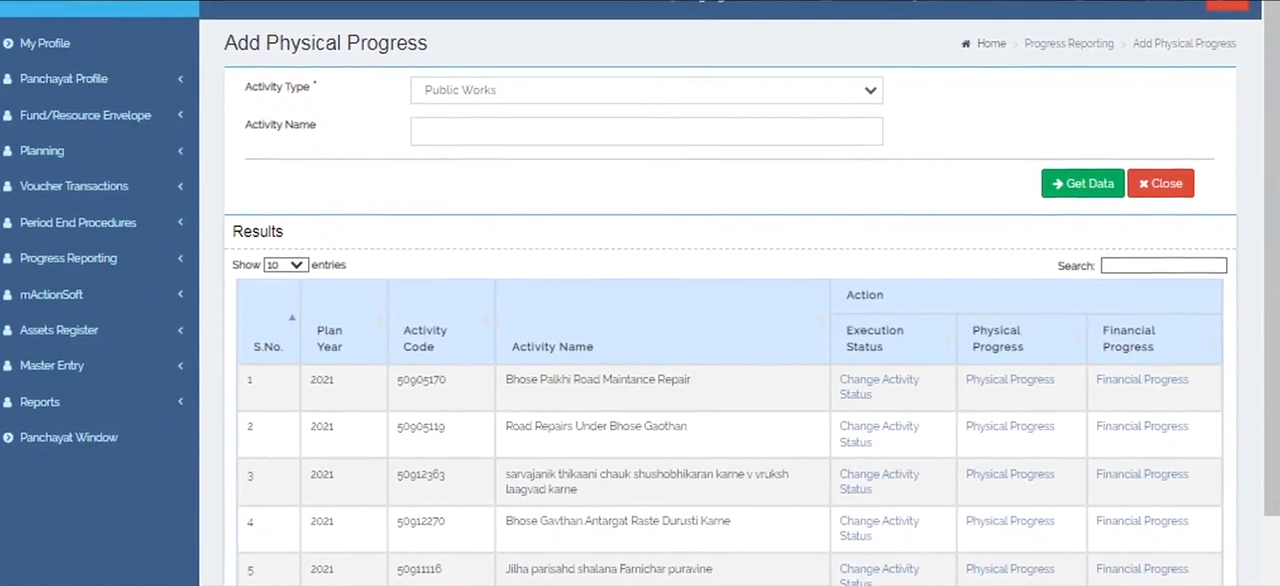 My Profile
Panchayat Profile
Fund/Resource Envelope
Planning
Voucher Transactions
Period End Procedures
Progress Reporting
mActionSoft
Assets Register
Master Entry
Reports
Panchayat Window
Add Physical Progress
Home > Progress Reporting > Add Physical Progress
Activity Type *
Public Works
Activity Name
Get Data
Close
Results
Show 10 entries
Search:
Action
S.No.
Plan
Year
Activity
Code
Activity Name
Execution
Status
Physical
Progress
Financial
Progress
1 2021 50905170 Bhose Palkhi Road Maintance Repair Change Activity Physical Progress Financial Progress
Status
2 2021 50905119 Road Repairs Under Bhose Gaothan Change Activity Physical Progress Financial Progress
Status
3 2021 50912363 sarvajanik thikaani chauk shushobhikaran karne v vruksh Change Activity Physical Progress Financial Progress
laagvad karne Status
4 2021 50912270 Bhose Gavthan Antargat Raste Durusti Karne Change Activity Physical Progress Financial Progress
Status
5 2021 50911116 Jilha parisahd shalana Farnichar puravine Change Activity Physical Progress Financial Progress
Status